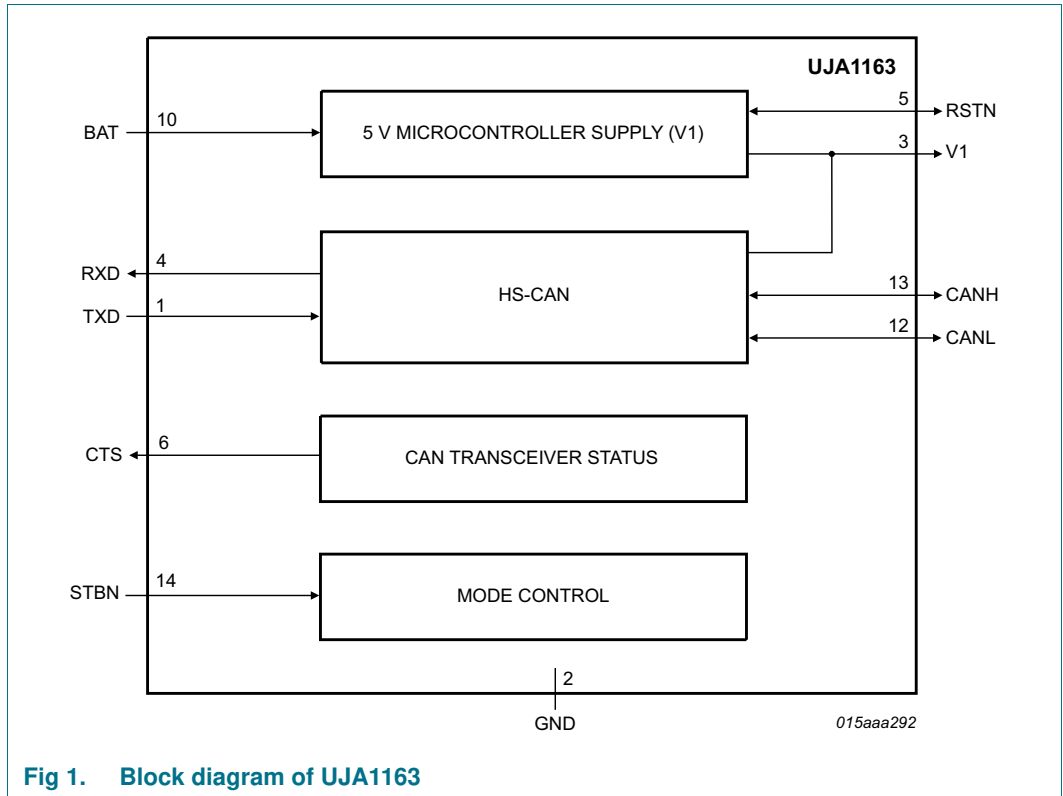 UJA1163
BAT
10
5 V MICROCONTROLLER SUPPLY (V1)
5
RSTN
3
V1
RXD
4
TXD
1
HS-CAN
13
CANH
12
CANL
CTS
6
CAN TRANSCEIVER STATUS
STBN
14
MODE CONTROL
2
GND
015aaa292
Fig 1. Block diagram of UJA1163